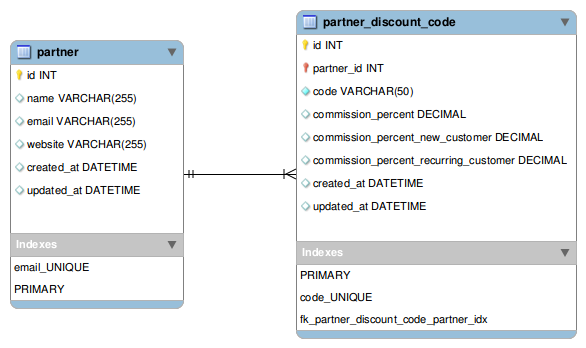 partner
id INT
name VARCHAR(255)
email VARCHAR(255)
website VARCHAR(255)
created_at DATETIME
updated_at DATETIME
Indexes
email_UNIQUE
PRIMARY
partner_discount_code
id INT
partner_id INT
code VARCHAR(50)
commission_percent DECIMAL
commission_percent_new_customer DECIMAL
commission_percent_recurring_customer DECIMAL
created_at DATETIME
updated_at DATETIME
Indexes
PRIMARY
code_UNIQUE
fk_partner_discount_code_partner_idx